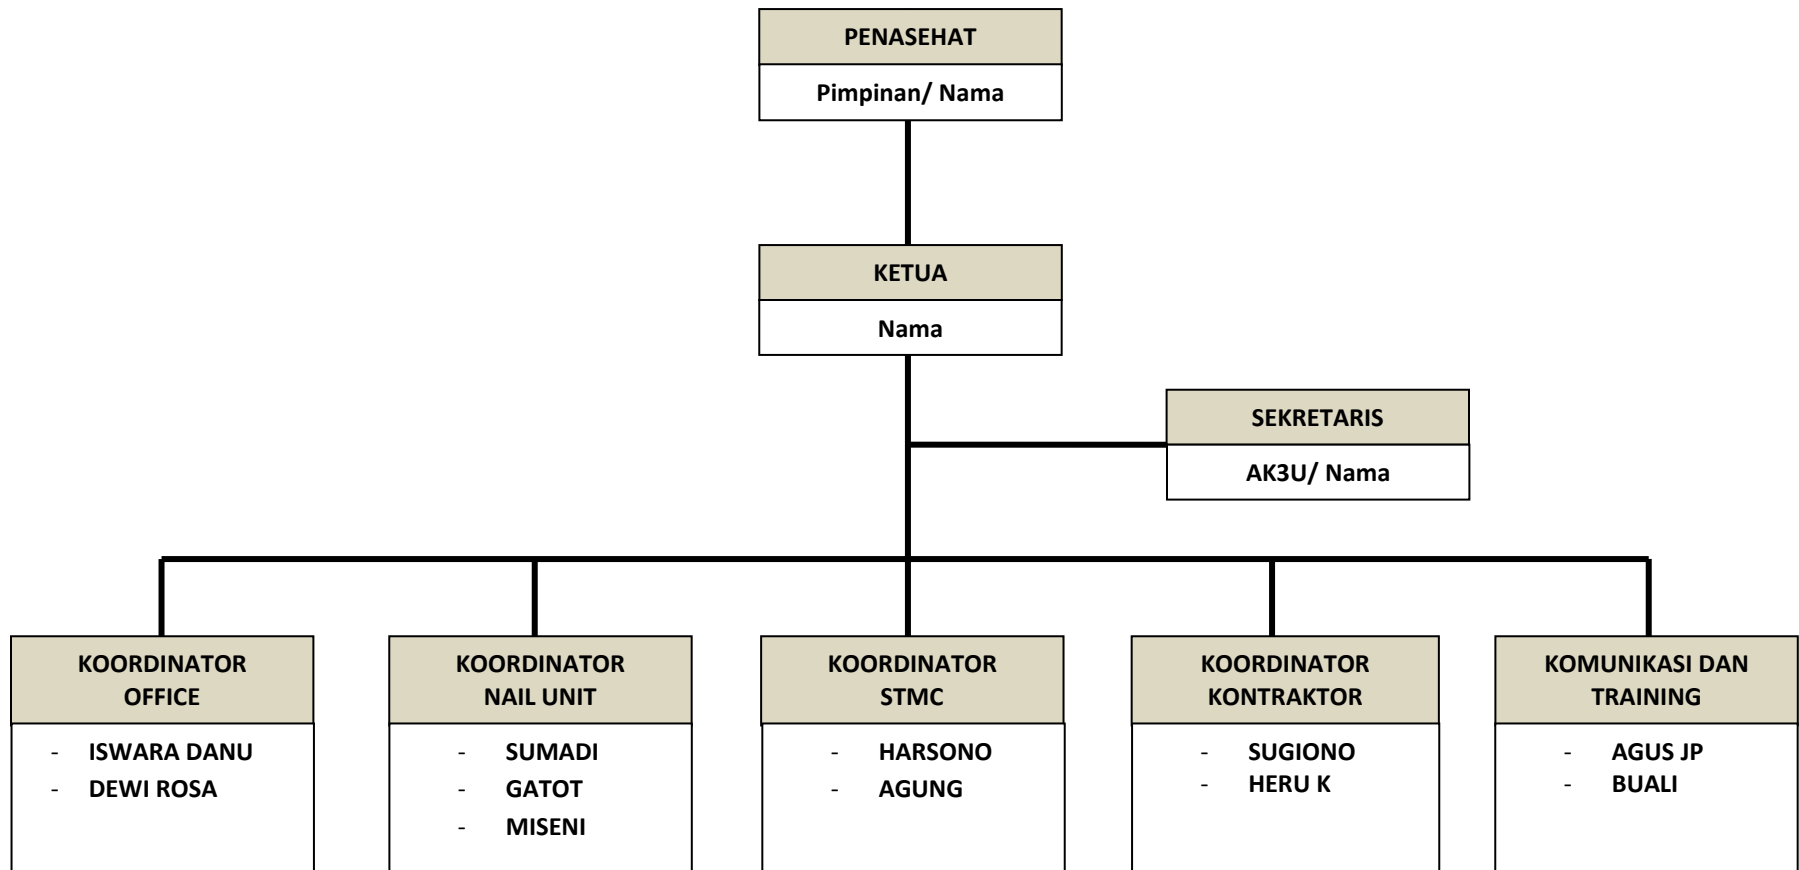 PENASEHAT
Pimpinan/ Nama
KETUA
Nama
SEKRETARIS
AK3U/ Nama
KOORDINATOR
OFFICE
- ISWARA DANU
- DEWI ROSA
KOORDINATOR
NAIL UNIT
- SUMADI
- GATOT
- MISENI
KOORDINATOR
STMC
- HARSONO
- AGUNG
KOORDINATOR
KONTRAKTOR
- SUGIONO
- HERU K
KOMUNIKASI DAN
TRAINING
- AGUS JP
- BUALI